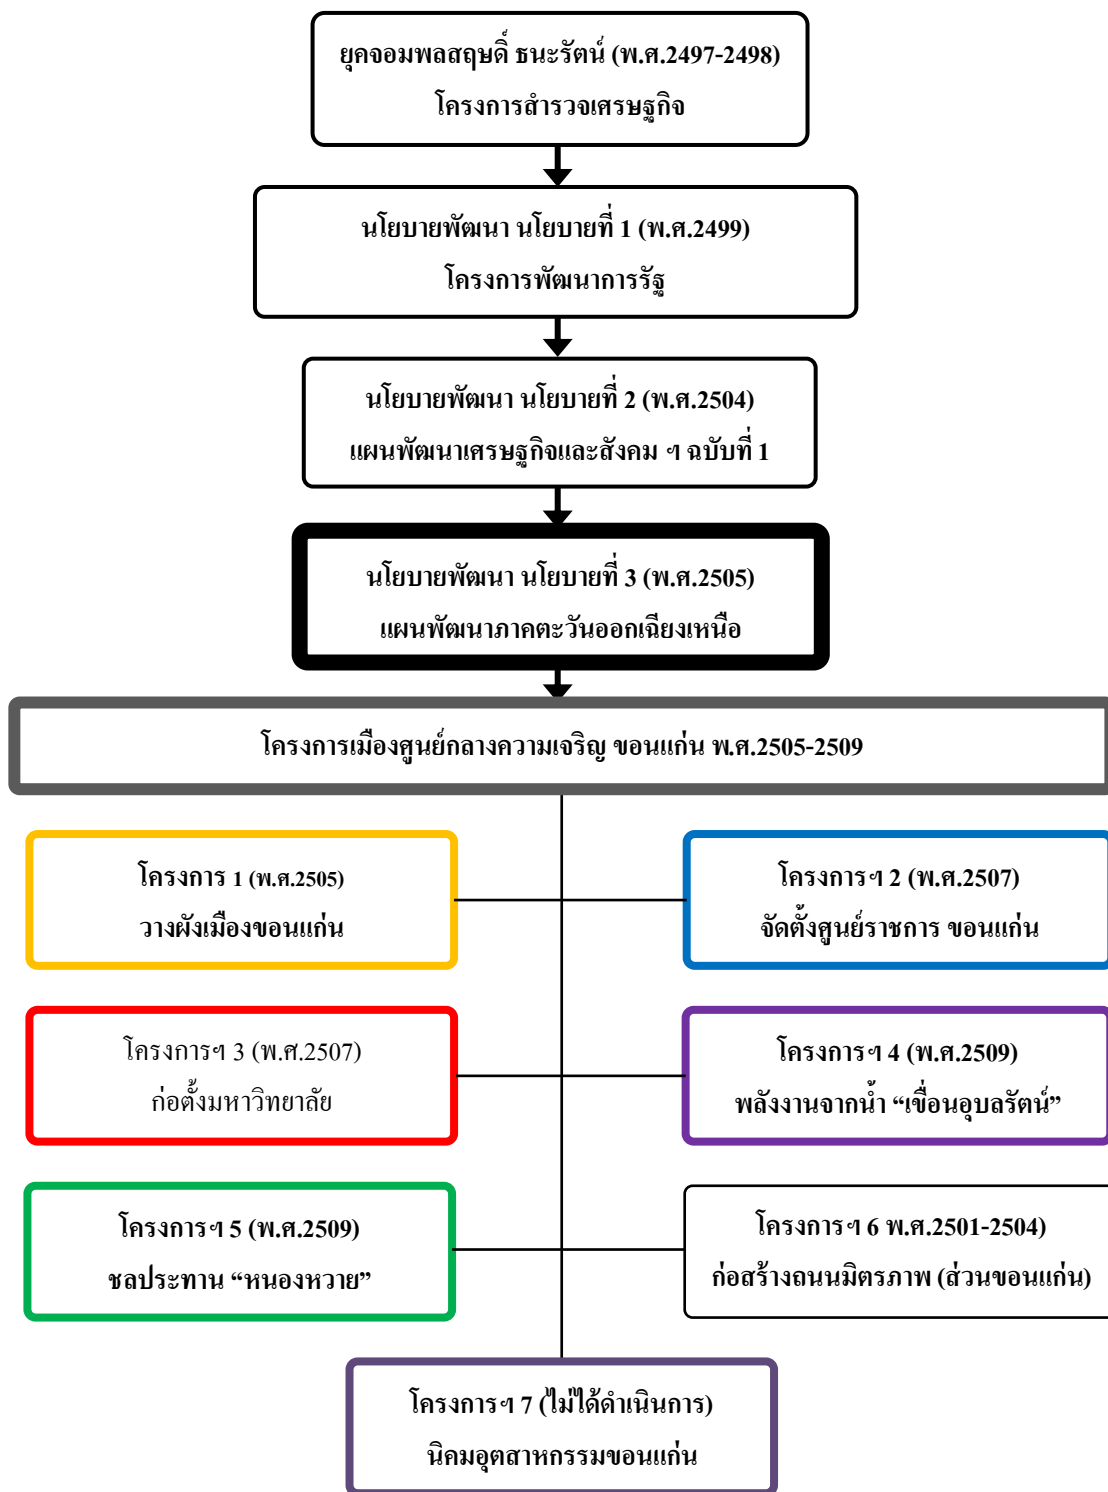 ยุคจอมพลสฤษดิ์ ธนะรัตน์ (พ.ศ.2497-2498)
โครงการสำรวจเศรษฐกิจ
นโยบายพัฒนา นโยบายที่ 1 (พ.ศ.2499)
โครงการพัฒนาการรัฐ
นโยบายพัฒนา นโยบายที่ 2 (พ.ศ.2504)
แผนพัฒนาเศรษฐกิจและสังคม ฯ ฉบับที่ 1
นโยบายพัฒนา นโยบายที่ 3 (พ.ศ.2505)
แผนพัฒนาภาคตะวันออกเฉียงเหนือ
โครงการเมืองศูนย์กลางความเจริญ ขอนแก่น พ.ศ.2505-2509
โครงการ 1 (พ.ศ.2505)
วางผังเมืองขอนแก่น
โครงการฯ 2 (พ.ศ.2507)
จัดตั้งศูนย์ราชการ ขอนแก่น
โครงการฯ 3 (พ.ศ.2507)
ก่อตั้งมหาวิทยาลัย
โครงการฯ 4 (พ.ศ.2509)
พลังงานจากน้ำ “เขื่อนอุบลรัตน์”
โครงการฯ 5 (พ.ศ.2509)
ชลประทาน “หนองหวาย”
โครงการฯ 6 พ.ศ.2501-2504)
ก่อสร้างถนนมิตรภาพ (ส่วนขอนแก่น)
โครงการฯ 7 (ไม่ได้ดำเนินการ)
นิคมอุตสาหกรรมขอนแก่น